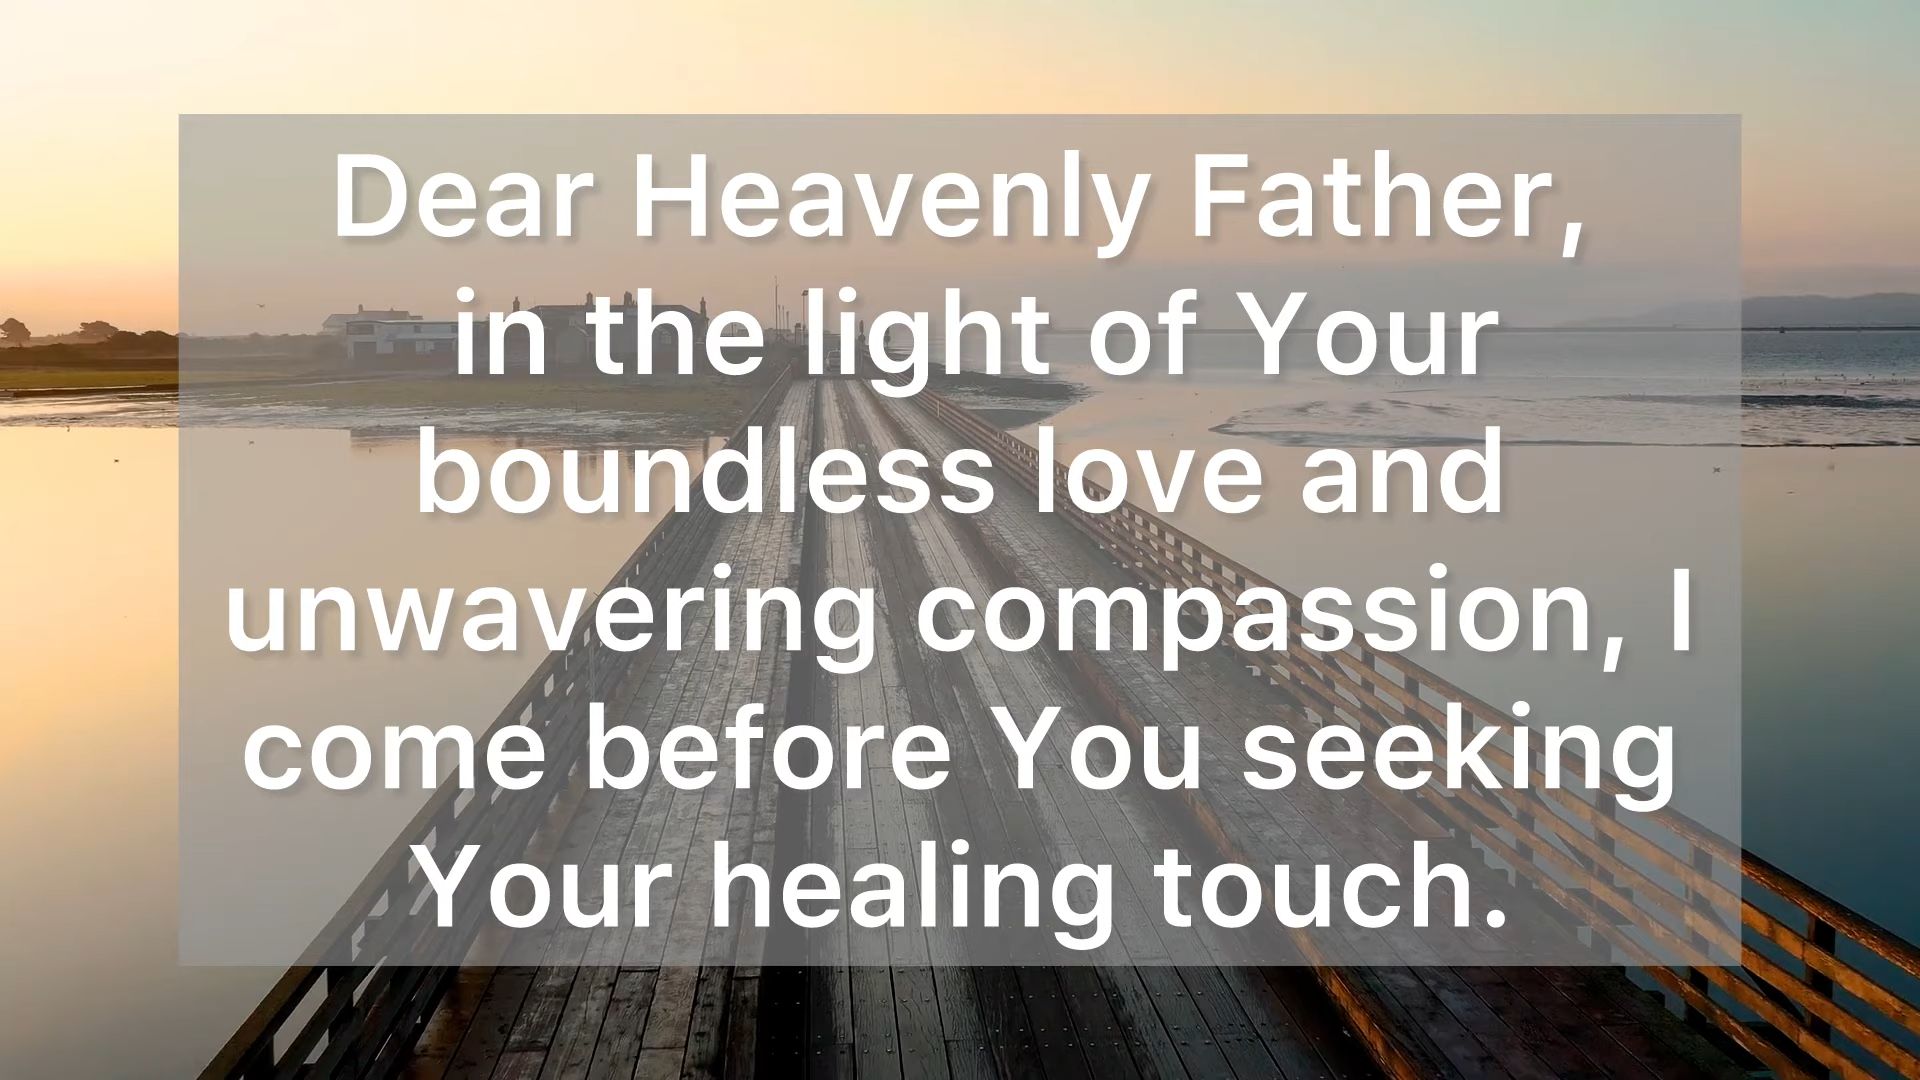 Dear Heavenly Father,
in the light of Your
boundless love and
unwavering compassion, I
come before You seeking
Your healing touch.